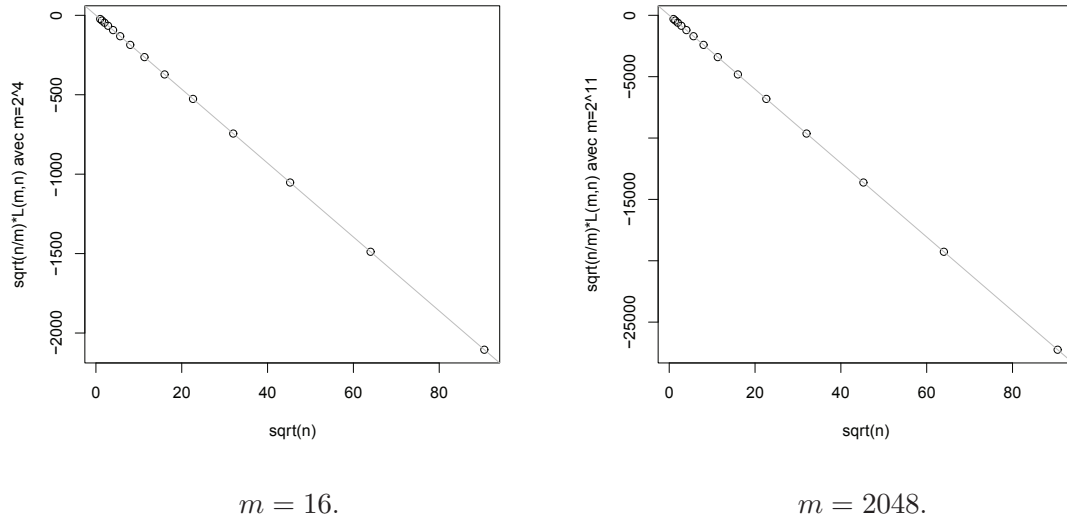 0
−500
−1000
−1500
−2000
sqrt(n/m)*L(m,n) avec m=2^4
0 20 40 60 80
sqrt(n)
m = 16.
0
−5000
−15000
−25000
sqrt(n/m)*L(m,n) avec m=2^11
0 20 40 60 80
sqrt(n)
m = 2048.